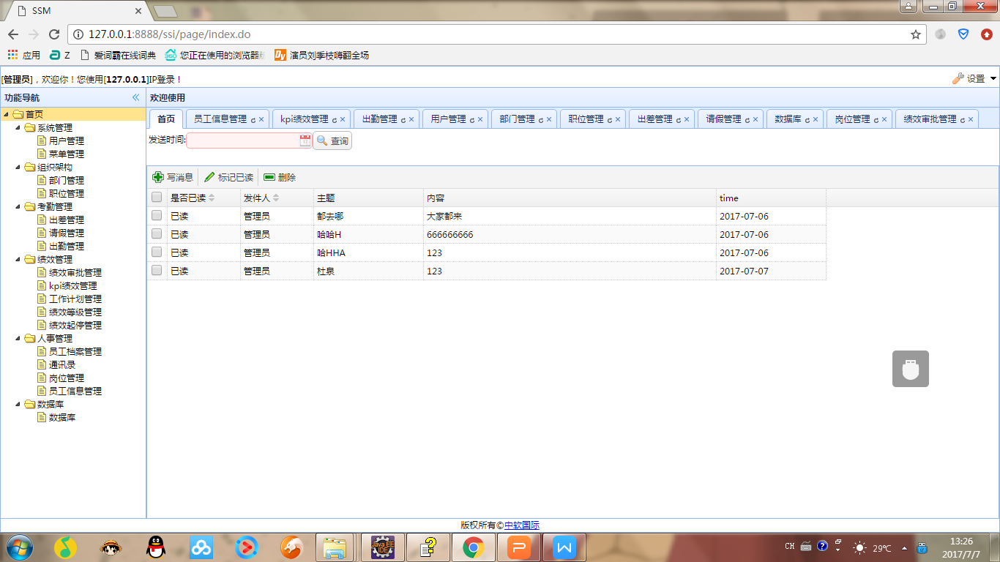 SSM
127.0.0.1:8888/ssi/page/index.do
应用 Z 爱词霸在线词典 您正在使用的浏览器版 演员刘季枝嗨翻全场
[管理员]，欢迎你！您使用[127.0.0.1]IP登录！ 设置
功能导航 欢迎使用
首页 员工信息管理 kpi绩效管理 出勤管理 用户管理 部门管理 职位管理 出差管理 请假管理 数据库 岗位管理 绩效审批管理
首页
系统管理
用户管理
菜单管理
组织架构
部门管理
职位管理
考勤管理
出差管理
请假管理
出勤管理
绩效管理
绩效审批管理
kpi绩效管理
工作计划管理
绩效等级管理
绩效起停管理
人事管理
员工档案管理
通讯录
岗位管理
员工信息管理
数据库
数据库
发送时间: 查询
写消息 标记已读 删除
是否已读 发件人 主题 内容 time
已读 管理员 都去哪 大家都来 2017-07-06
已读 管理员 哈哈H 666666666 2017-07-06
已读 管理员 哈HHA 123 2017-07-06
已读 管理员 杜泉 123 2017-07-07
版权所有©中软国际
Java EE
IDE
CH 29℃ 13:26
2017/7/7